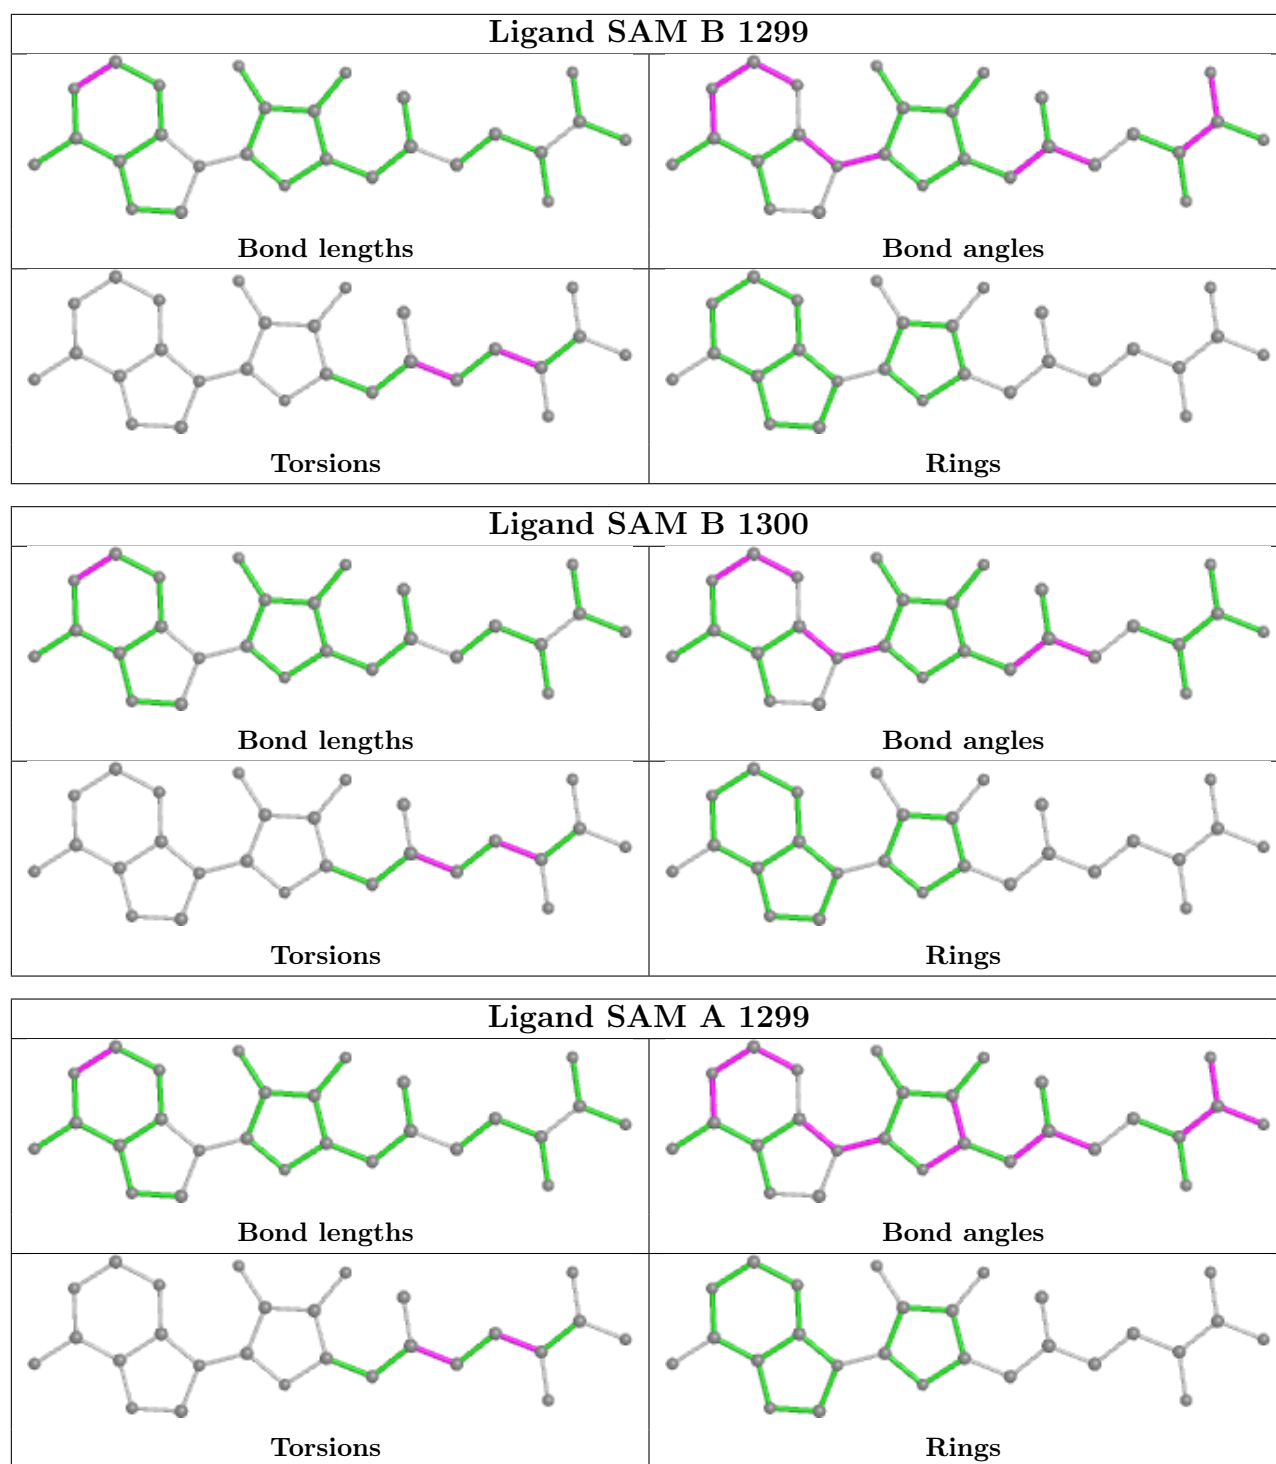 Ligand SAM B 1299
Bond lengths
Bond angles
Torsions
Rings
Ligand SAM B 1300
Bond lengths
Bond angles
Torsions
Rings
Ligand SAM A 1299
Bond lengths
Bond angles
Torsions
Rings